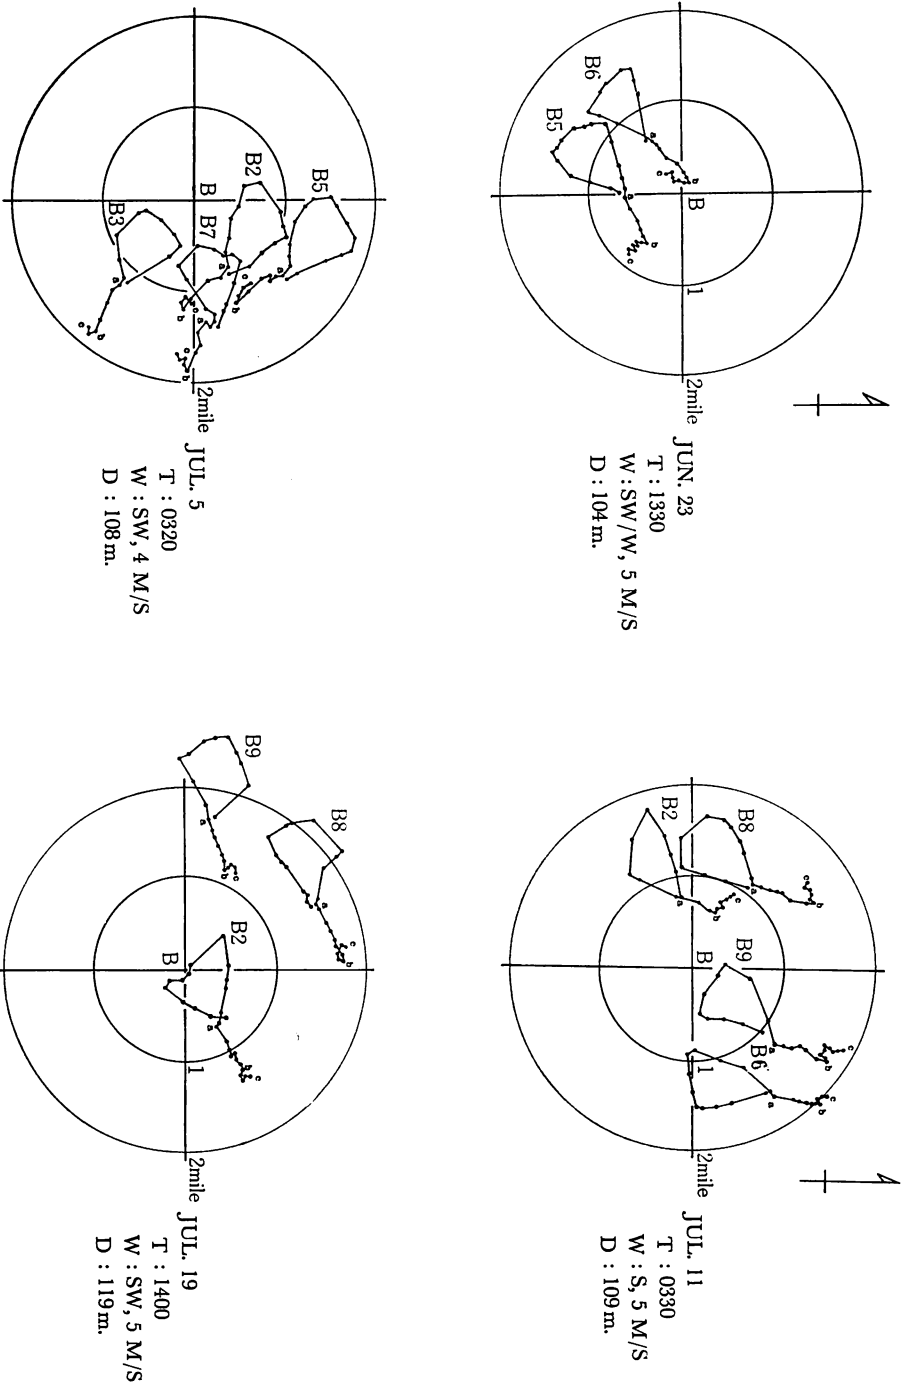 B6
a
b
c
B5
a
b
c
B
1
2mile
JUN. 23
T : 1330
W : SW/W, 5 M/S
D : 104 m.
B8
a
b
c
B2
a
b
c
B9
a
b
c
B6
a
b
c
B
1
2mile
JUL. 11
T : 0330
W : S, 5 M/S
D : 109 m.
B5
a
b
c
B2
a
b
c
B
B7
a
b
c
B3
a
b
c
2mile
JUL. 5
T : 0320
W : SW, 4 M/S
D : 108 m.
B8
a
b
c
B9
a
b
c
B2
a
b
c
B
1
2mile
JUL. 19
T : 1400
W : SW, 5 M/S
D : 119 m.